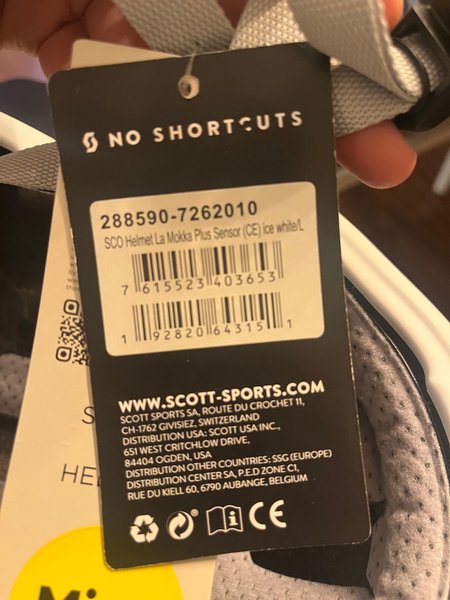 NO SHORTCUTS
288590-7262010
SCO Helmet La Mokka Plus Sensor (CE) ice white/L
7 615523 403653
1 92820 64315 1
WWW.SCOTT-SPORTS.COM
SCOTT SPORTS SA, ROUTE DU CROCHET 11,
CH-1762 GIVISIEZ, SWITZERLAND
DISTRIBUTION USA: SCOTT USA INC.,
651 WEST CRITCHLOW DRIVE,
84404 OGDEN, USA
DISTRIBUTION OTHER COUNTRIES: SSG (EUROPE)
DISTRIBUTION CENTER SA, P.E.D ZONE C1,
RUE DU KIELL 60, 6790 AUBANGE, BELGIUM
CE
S
HE
Mi